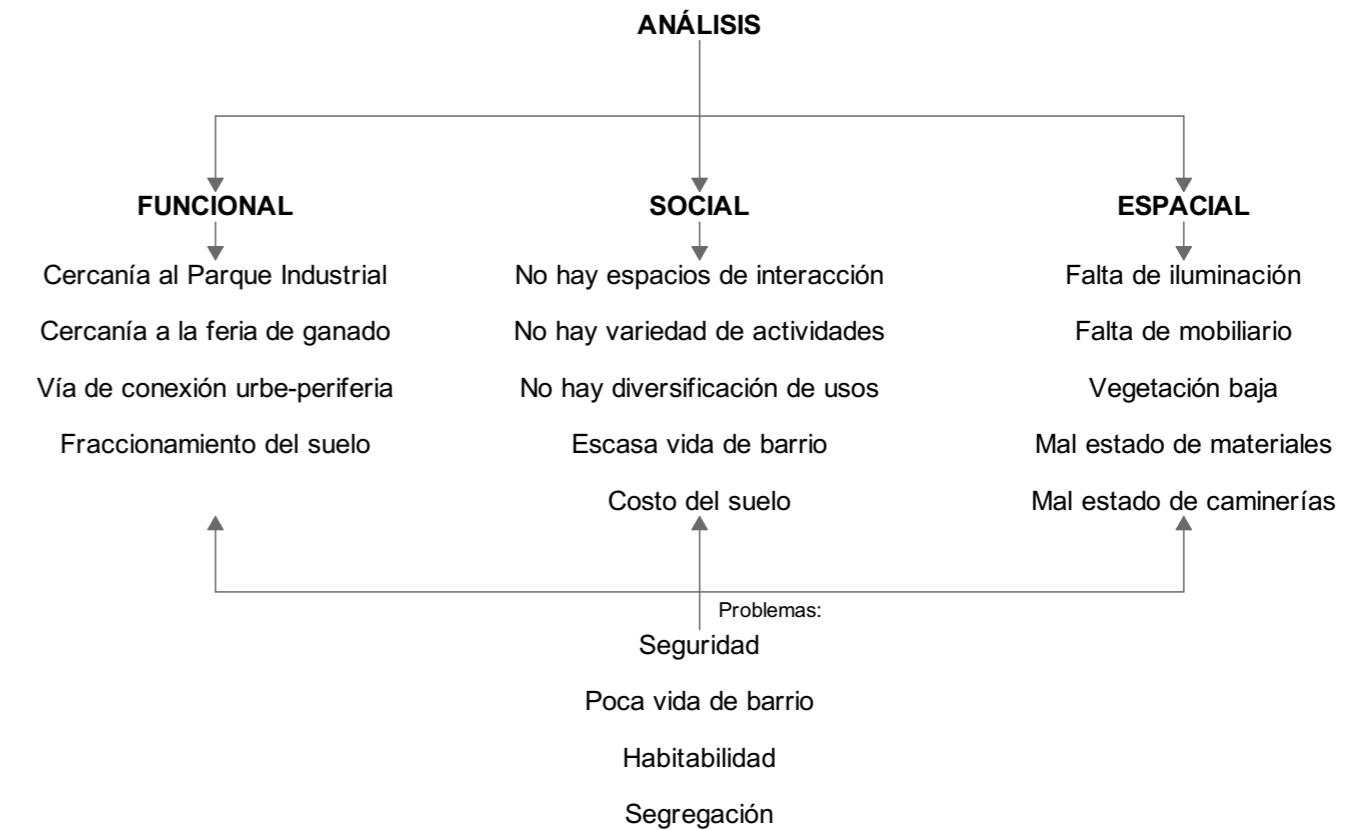 ANÁLISIS
FUNCIONAL
Cercanía al Parque Industrial
Cercanía a la feria de ganado
Vía de conexión urbe-periferia
Fraccionamiento del suelo
SOCIAL
No hay espacios de interacción
No hay variedad de actividades
No hay diversificación de usos
Escasa vida de barrio
Costo del suelo
ESPACIAL
Falta de iluminación
Falta de mobiliario
Vegetación baja
Mal estado de materiales
Mal estado de caminerías
Problemas:
Seguridad
Poca vida de barrio
Habitabilidad
Segregación